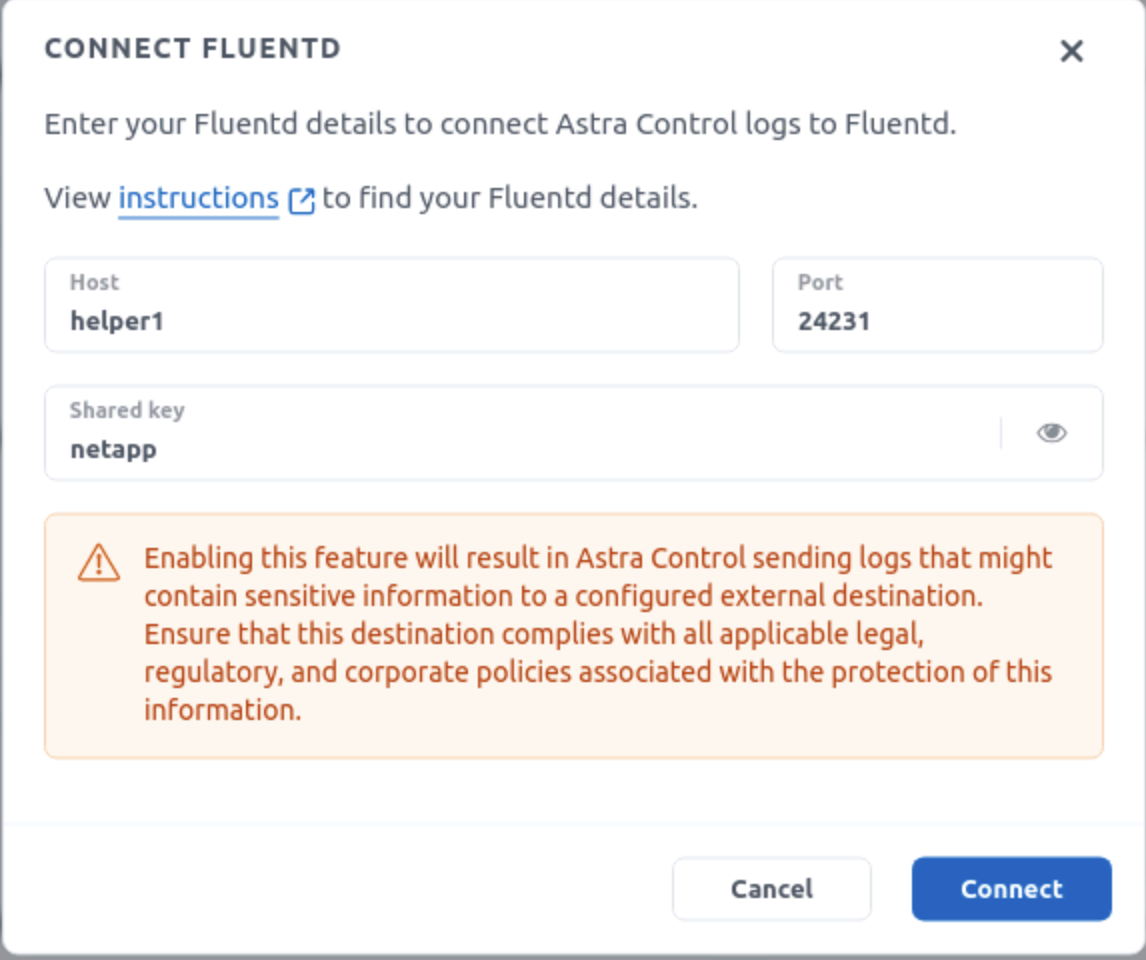 CONNECT FLUENTD
Enter your Fluentd details to connect Astra Control logs to Fluentd.
View instructions to find your Fluentd details.
Host
helper1
Port
24231
Shared key
netapp
Enabling this feature will result in Astra Control sending logs that might
contain sensitive information to a configured external destination.
Ensure that this destination complies with all applicable legal,
regulatory, and corporate policies associated with the protection of this
information.
Cancel
Connect